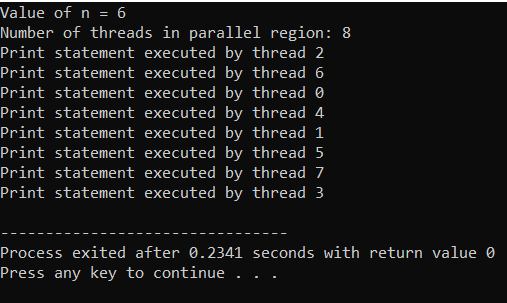 Value of n = 6
Number of threads in parallel region: 8
Print statement executed by thread 2
Print statement executed by thread 6
Print statement executed by thread 0
Print statement executed by thread 4
Print statement executed by thread 1
Print statement executed by thread 5
Print statement executed by thread 7
Print statement executed by thread 3
--------------------------------
Process exited after 0.2341 seconds with return value 0
Press any key to continue . . .